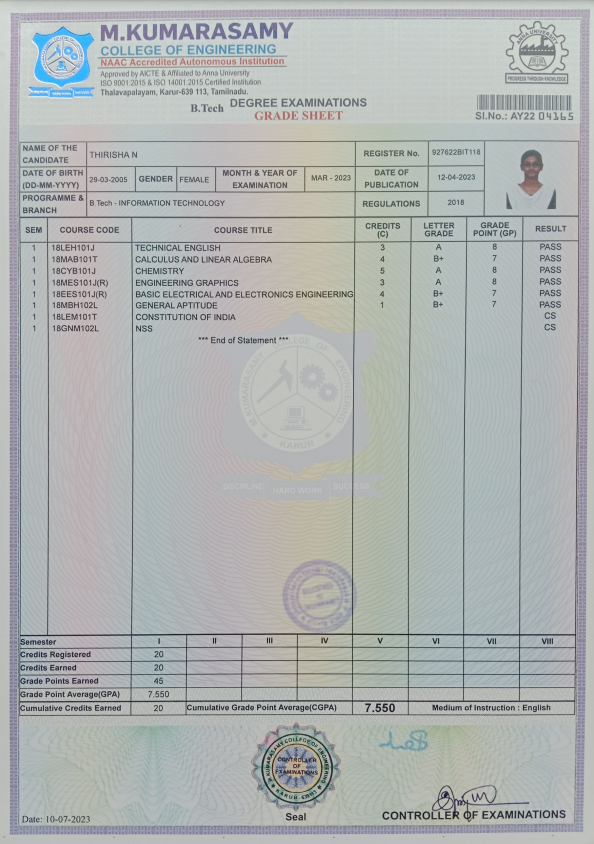 M.KUMARASAMY
COLLEGE OF ENGINEERING
NAAC Accredited Autonomous Institution
Approved by AICTE & Affiliated to Anna University
ISO 9001:2015 & ISO 14001:2015 Certified Institution
Thalavapalayam, Karur-639 113, Tamilnadu.
ANNA UNIVERSITY
PROGRESS THROUGH KNOWLEDGE
B.Tech DEGREE EXAMINATIONS
GRADE SHEET
Sl.No.: AY22 04165
NAME OF THE CANDIDATE THIRISHA N REGISTER No. 927622BIT118
DATE OF BIRTH (DD-MM-YYYY) 29-03-2005 GENDER FEMALE MONTH & YEAR OF EXAMINATION MAR - 2023 DATE OF PUBLICATION 12-04-2023
PROGRAMME & BRANCH B.Tech - INFORMATION TECHNOLOGY REGULATIONS 2018
SEM COURSE CODE COURSE TITLE CREDITS (C) LETTER GRADE GRADE POINT (GP) RESULT
1 18LEH101J TECHNICAL ENGLISH 3 A 8 PASS
1 18MAB101T CALCULUS AND LINEAR ALGEBRA 4 B+ 7 PASS
1 18CYB101J CHEMISTRY 5 A 8 PASS
1 18MES101J(R) ENGINEERING GRAPHICS 3 A 8 PASS
1 18EES101J(R) BASIC ELECTRICAL AND ELECTRONICS ENGINEERING 4 B+ 7 PASS
1 18MBH102L GENERAL APTITUDE 1 B+ 7 PASS
1 18LEM101T CONSTITUTION OF INDIA CS
1 18GNM102L NSS CS
*** End of Statement ***
M.KUMARASAMY COLLEGE OF ENGINEERING
KARUR
DISCIPLINE HARD WORK SUCCESS
Semester I II III IV V VI VII VIII
Credits Registered 20
Credits Earned 20
Grade Points Earned 45
Grade Point Average(GPA) 7.550
Cumulative Credits Earned 20 Cumulative Grade Point Average(CGPA) 7.550 Medium of Instruction : English
M.KUMARASAMY COLLEGE OF ENGINEERING
CONTROLLER
OF
EXAMINATIONS
Seal
Date: 10-07-2023
CONTROLLER OF EXAMINATIONS